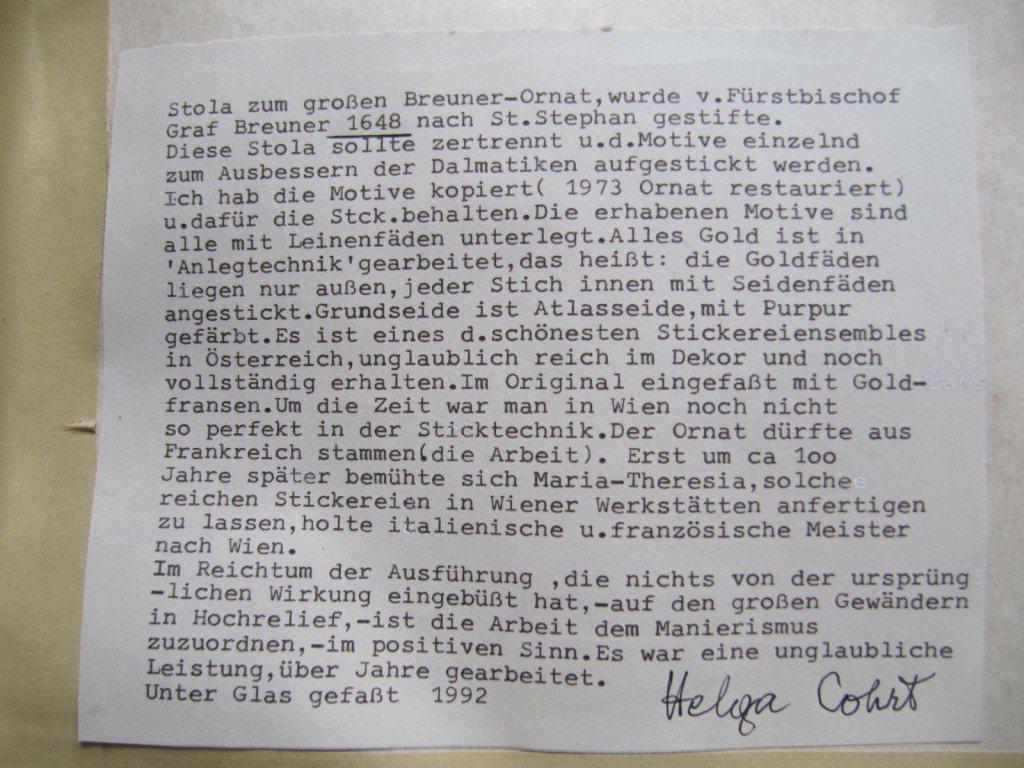 Stola zum großen Breuner-Ornat,wurde v.Fürstbischof
Graf Breuner 1648 nach St.Stephan gestifte.
Diese Stola sollte zertrennt u.d.Motive einzelnd
zum Ausbessern der Dalmatiken aufgestickt werden.
Ich hab die Motive kopiert( 1973 Ornat restauriert)
u.dafür die Stck.behalten.Die erhabenen Motive sind
alle mit Leinenfäden unterlegt.Alles Gold ist in
'Anlegtechnik'gearbeitet,das heißt: die Goldfäden
liegen nur außen,jeder Stich innen mit Seidenfäden
angestickt.Grundseide ist Atlasseide,mit Purpur
gefärbt.Es ist eines d.schönesten Stickereiensembles
in Österreich,unglaublich reich im Dekor und noch
vollständig erhalten.Im Original eingefaßt mit Gold-
fransen.Um die Zeit war man in Wien noch nicht
so perfekt in der Sticktechnik.Der Ornat dürfte aus
Frankreich stammen(die Arbeit). Erst um ca 1oo
Jahre später bemühte sich Maria-Theresia,solche
reichen Stickereien in Wiener Werkstätten anfertigen
zu lassen,holte italienische u.französische Meister
nach Wien.
Im Reichtum der Ausführung ,die nichts von der ursprüng
-lichen Wirkung eingebüßt hat,-auf den großen Gewändern
in Hochrelief,-ist die Arbeit dem Manierismus
zuzuordnen,-im positiven Sinn.Es war eine unglaubliche
Leistung,über Jahre gearbeitet.
Unter Glas gefaßt 1992 Helga Cohrt